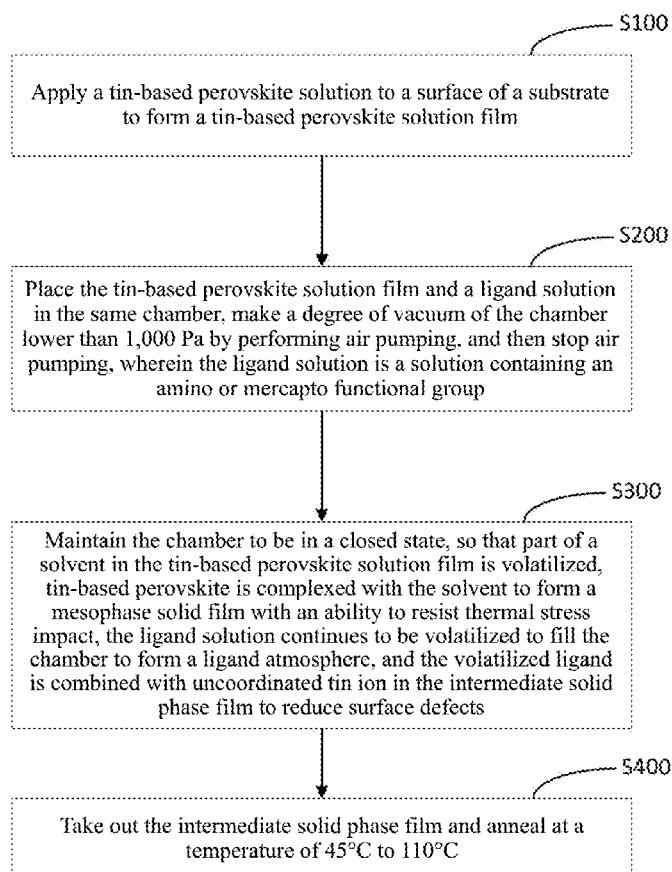 S100
Apply a tin-based perovskite solution to a surface of a substrate
to form a tin-based perovskite solution film
S200
Place the tin-based perovskite solution film and a ligand solution
in the same chamber, make a degree of vacuum of the chamber
lower than 1,000 Pa by performing air pumping, and then stop air
pumping, wherein the ligand solution is a solution containing an
amino or mercapto functional group
S300
Maintain the chamber to be in a closed state, so that part of a
solvent in the tin-based perovskite solution film is volatilized,
tin-based perovskite is complexed with the solvent to form a
mesophase solid film with an ability to resist thermal stress
impact, the ligand solution continues to be volatilized to fill the
chamber to form a ligand atmosphere, and the volatilized ligand
is combined with uncoordinated tin ion in the intermediate solid
phase film to reduce surface defects
S400
Take out the intermediate solid phase film and anneal at a
temperature of 45°C to 110°C